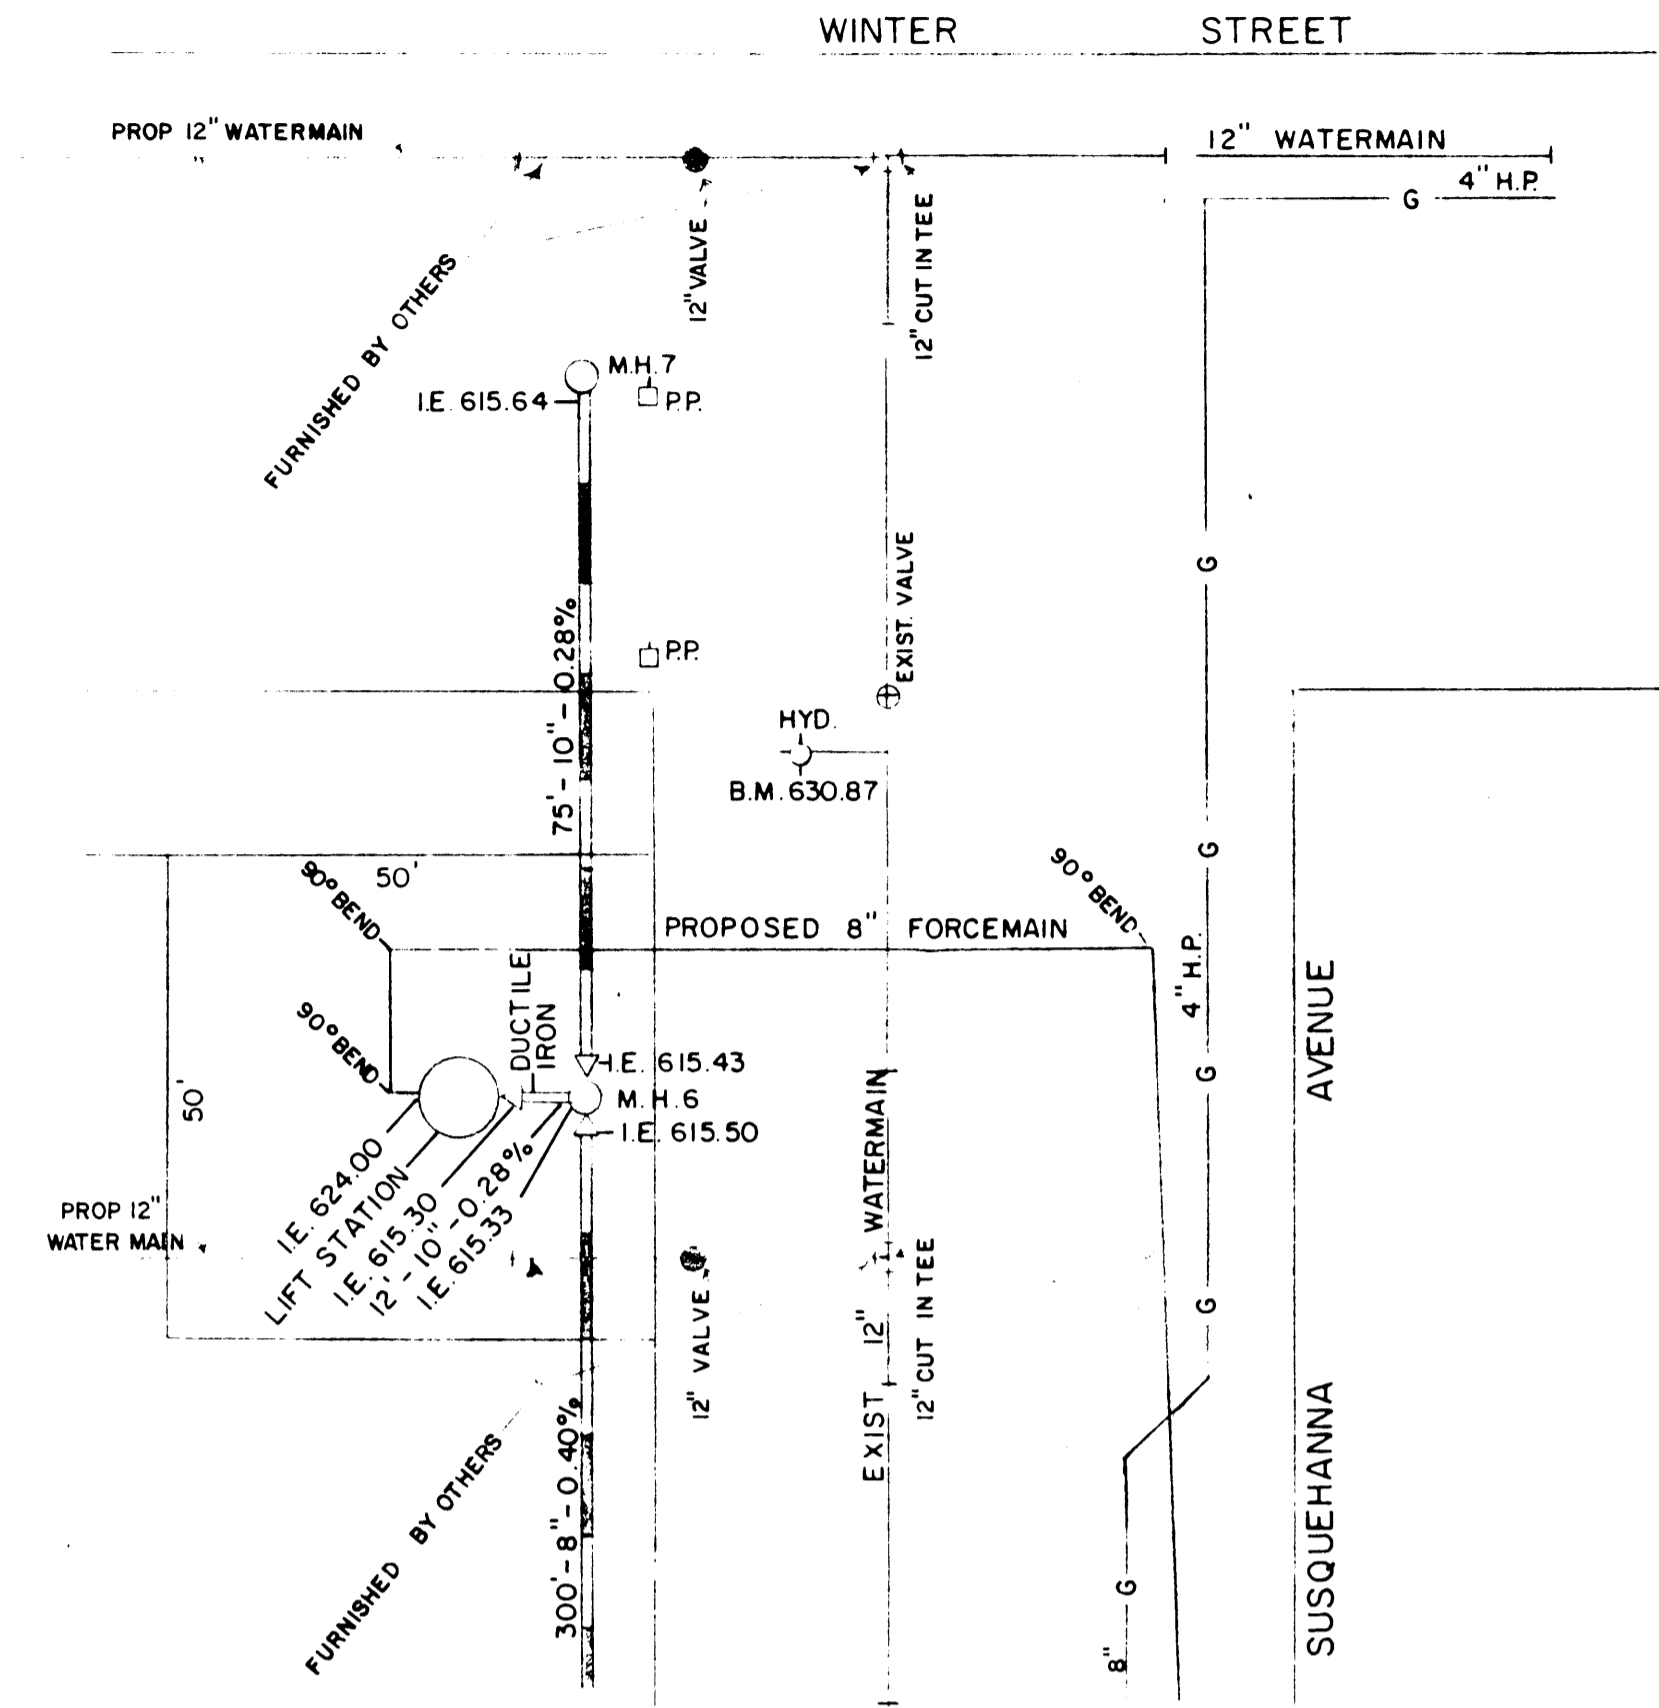 WINTER STREET
PROP 12" WATERMAIN
12" WATERMAIN
4" H.P.
G
12" VALVE
12" CUT IN TEE
FURNISHED BY OTHERS
M.H.7
I.E. 615.64
P.P.
G
EXIST. VALVE
75'-10"-0.28%
P.P.
HYD.
B.M. 630.87
G
50'
90° BEND
90° BEND
PROPOSED 8" FORCEMAIN
4" H.P.
AVENUE
DUCTILE
IRON
90° BEND
I.E. 615.43
G
50'
M.H.6
I.E. 615.50
WATERMAIN
I.E. 624.00
LIFT STATION
I.E. 615.30
12'-10"-0.28%
I.E. 615.33
PROP 12"
WATER MAIN
G
12" VALVE
EXIST 12"
12" CUT IN TEE
300'-8"-0.40%
FURNISHED BY OTHERS
SUSQUEHANNA
G
8"